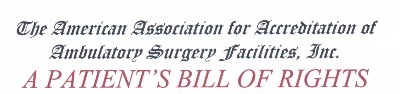 The American Association for Accreditation of
Ambulatory Surgery Facilities, Inc.
A PATIENT'S BILL OF RIGHTS